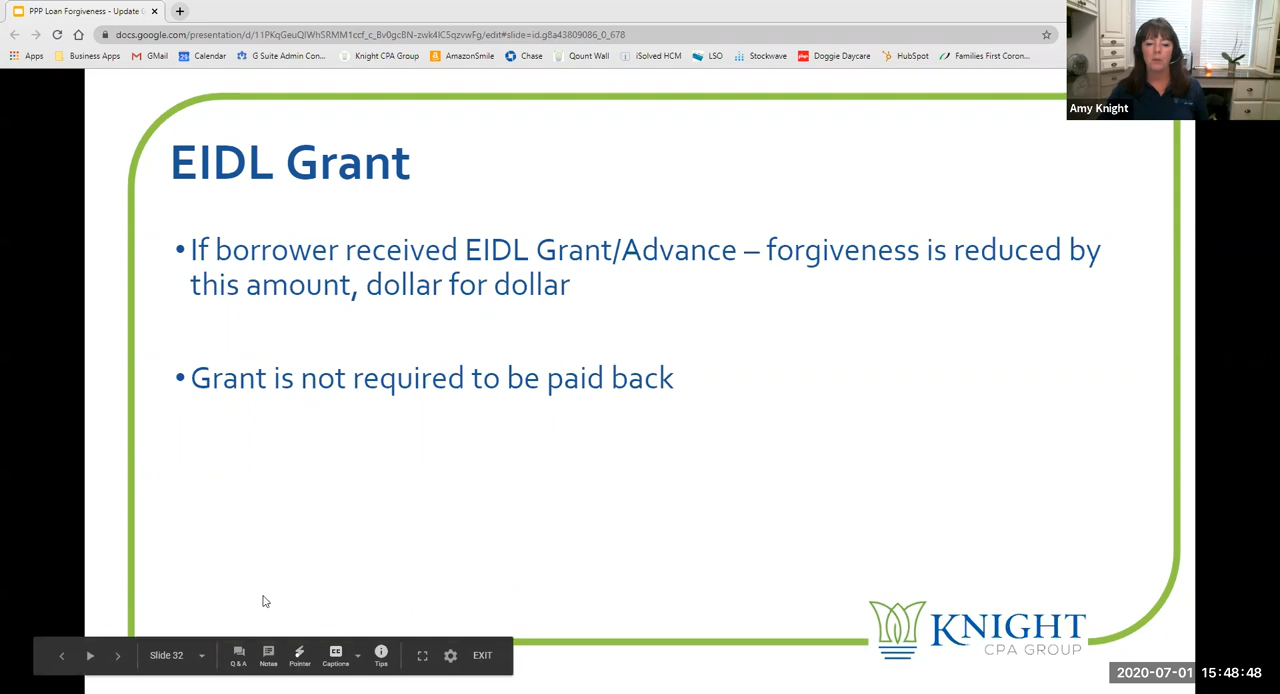 PPP Loan Forgiveness - Update
docs.google.com/presentation/d/11PKqGeuQIWhSRMM1ccf_c_Bv0gcBN-zwk4IC5qzvwFg/edit#slide=id.g8a43809086_0_678
Apps Business Apps GMail Calendar G Suite Admin Con... Knight CPA Group AmazonSmile Chase Qount Wall iSolved HCM LSO Stockwave Doggie Daycare HubSpot Families First Coron...
Amy Knight
EIDL Grant
•If borrower received EIDL Grant/Advance – forgiveness is reduced by
this amount, dollar for dollar
•Grant is not required to be paid back
KNIGHT
CPA GROUP
Slide 32 Q&A Notes Pointer Captions Tips EXIT
2020-07-01 15:48:48